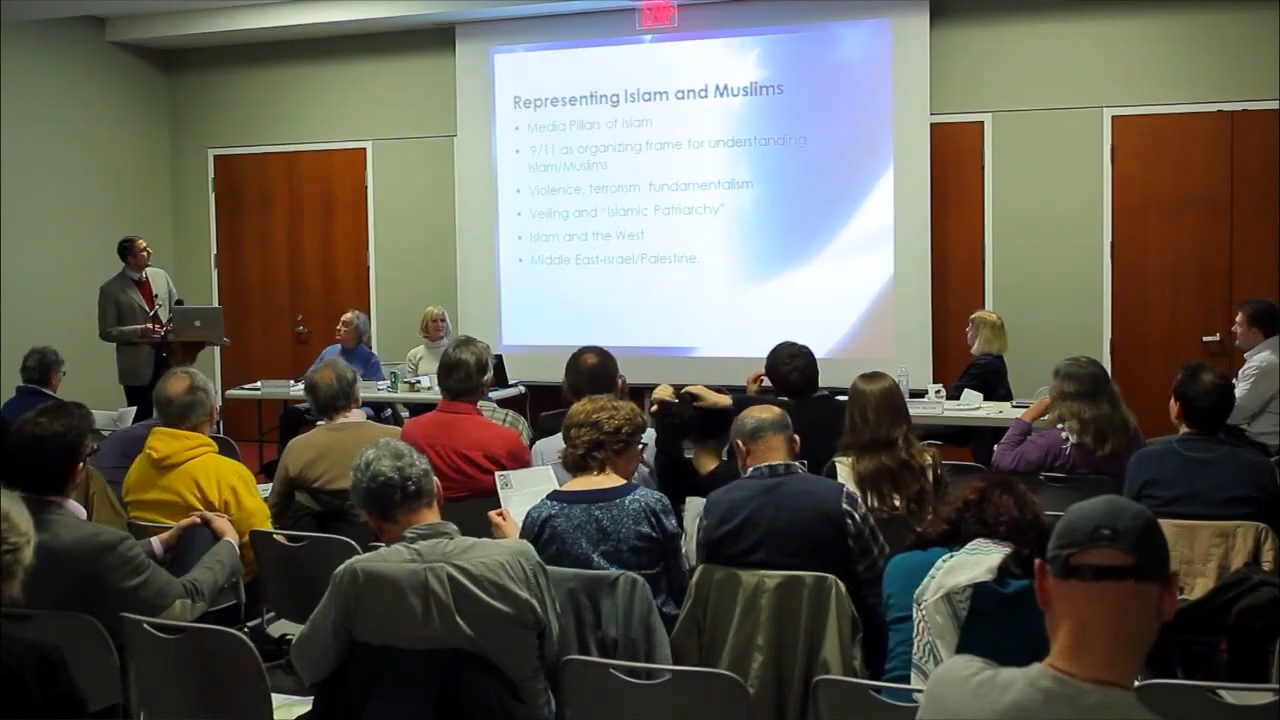 EXIT
Representing Islam and Muslims
• Media Pillars of Islam
• 9/11 as organizing frame for understanding
Islam/Muslims
• Violence, terrorism, fundamentalism
• Veiling and "Islamic Patriarchy"
• Islam and the West
• Middle East-Israel/Palestine.